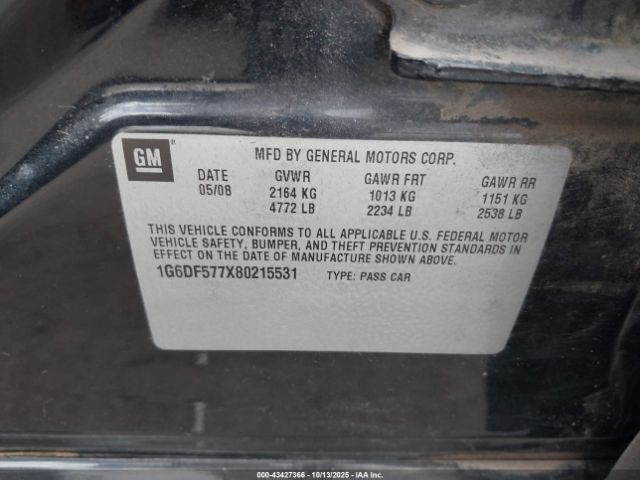 GM ®
MFD BY GENERAL MOTORS CORP.
DATE GVWR GAWR FRT GAWR RR
05/08 2164 KG 1013 KG 1151 KG
4772 LB 2234 LB 2538 LB
THIS VEHICLE CONFORMS TO ALL APPLICABLE U.S. FEDERAL MOTOR
VEHICLE SAFETY, BUMPER, AND THEFT PREVENTION STANDARDS IN
EFFECT ON THE DATE OF MANUFACTURE SHOWN ABOVE.
1G6DF577X80215531 TYPE: PASS CAR
000-43427366 - 10/13/2025 - IAA Inc.